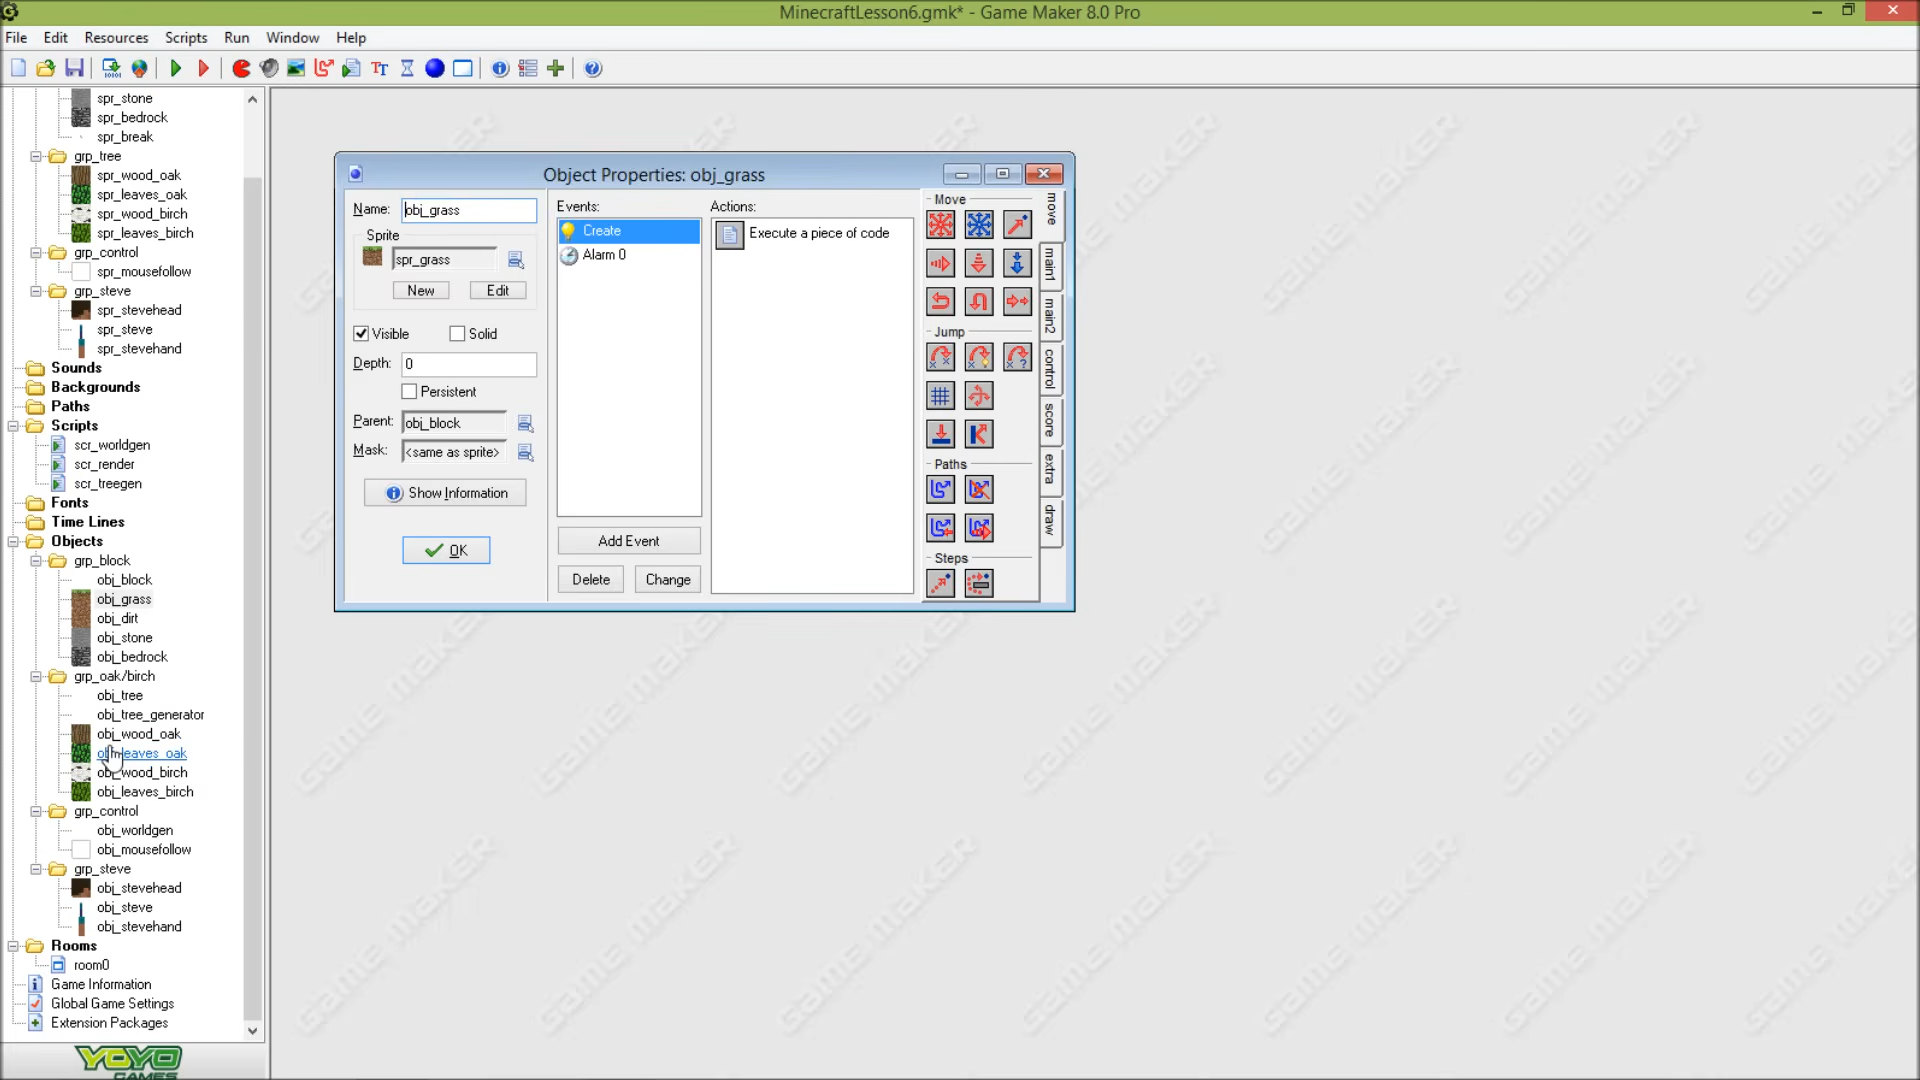 MinecraftLesson6.gmk* - Game Maker 8.0 Pro
File Edit Resources Scripts Run Window Help
spr_stone
spr_bedrock
spr_break
grp_tree
spr_wood_oak
spr_leaves_oak
spr_wood_birch
spr_leaves_birch
grp_control
spr_mousefollow
grp_steve
spr_stevehead
spr_steve
spr_stevehand
Sounds
Backgrounds
Paths
Scripts
scr_worldgen
scr_render
scr_treegen
Fonts
Time Lines
Objects
grp_block
obj_block
obj_grass
obj_dirt
obj_stone
obj_bedrock
grp_oak/birch
obj_tree
obj_tree_generator
obj_wood_oak
obj_leaves_oak
obj_wood_birch
obj_leaves_birch
grp_control
obj_worldgen
obj_mousefollow
grp_steve
obj_stevehead
obj_steve
obj_stevehand
Rooms
room0
Game Information
Global Game Settings
Extension Packages
YOYO
GAMES
Object Properties: obj_grass
Name: obj_grass
Sprite
spr_grass
New Edit
Visible Solid
Depth: 0
Persistent
Parent: obj_block
Mask: <same as sprite>
Show Information
OK
Events:
Create
Alarm 0
Add Event
Delete Change
Actions:
Execute a piece of code
Move
Jump
Paths
Steps
move
main1
main2
control
score
extra
draw
GAME MAKER